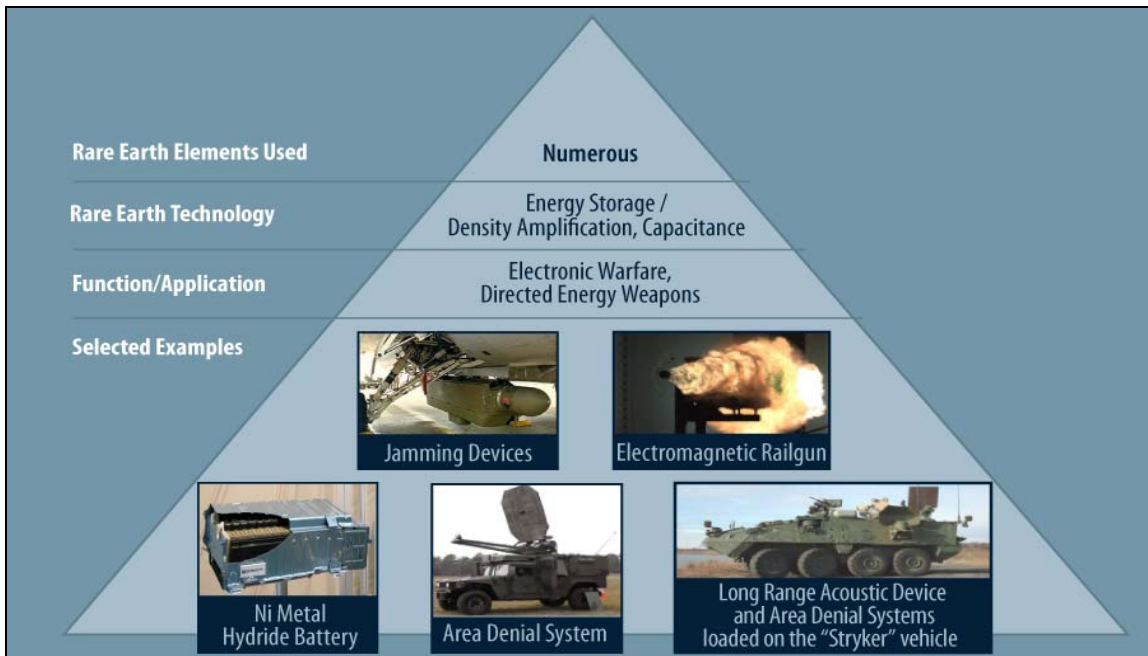 Rare Earth Elements Used
Numerous
Rare Earth Technology
Energy Storage /
Density Amplification, Capacitance
Function/Application
Electronic Warfare,
Directed Energy Weapons
Selected Examples
Jamming Devices
Electromagnetic Railgun
Ni Metal
Hydride Battery
Area Denial System
Long Range Acoustic Device
and Area Denial Systems
loaded on the “Stryker” vehicle